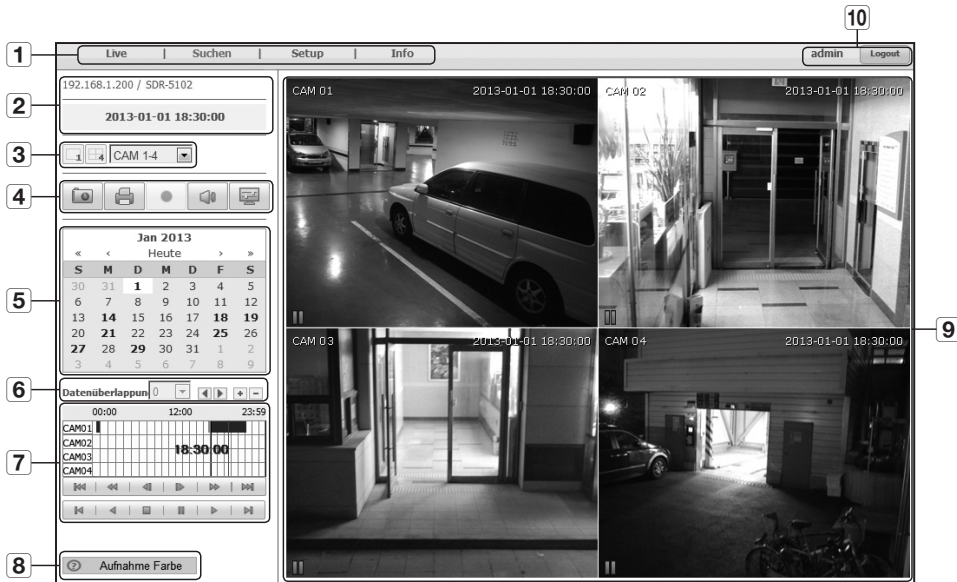 10
1
Live | Suchen | Setup | Info
admin Logout
2
192.168.1.200 / SDR-5102
2013-01-01 18:30:00
3
1 4 CAM 1-4
4
5
Jan 2013
« ‹ Heute › »
S M D M D F S
30 31 1 2 3 4 5
6 7 8 9 10 11 12
13 14 15 16 17 18 19
20 21 22 23 24 25 26
27 28 29 30 31 1 2
3 4 5 6 7 8 9
6
Datenüberlappun 0 + -
7
00:00 12:00 23:59
CAM01
CAM02
18:30:00
CAM03
CAM04
8
? Aufnahme Farbe
CAM 01 2013-01-01 18:30:00
CAM 02 2013-01-01 18:30:00
9
CAM 03 2013-01-01 18:30:00
CAM 04 2013-01-01 18:30:00